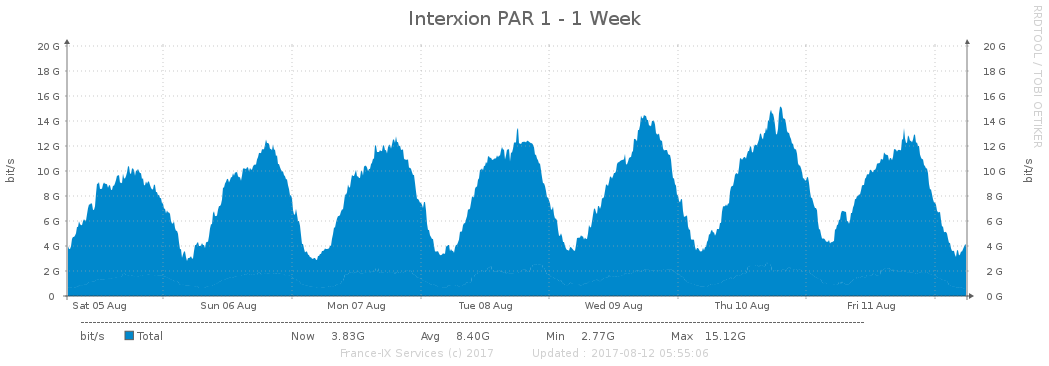 Interxion PAR 1 - 1 Week
RRDTOOL / TOBI OETIKER
bit/s
20 G 20 G
18 G 18 G
16 G 16 G
14 G 14 G
12 G 12 G
10 G 10 G
8 G 8 G
6 G 6 G
4 G 4 G
2 G 2 G
0 0 G
bit/s
Sat 05 Aug Sun 06 Aug Mon 07 Aug Tue 08 Aug Wed 09 Aug Thu 10 Aug Fri 11 Aug
bit/s Total Now 3.83G Avg 8.40G Min 2.77G Max 15.12G
France-IX Services (c) 2017 Updated : 2017-08-12 05:55:06